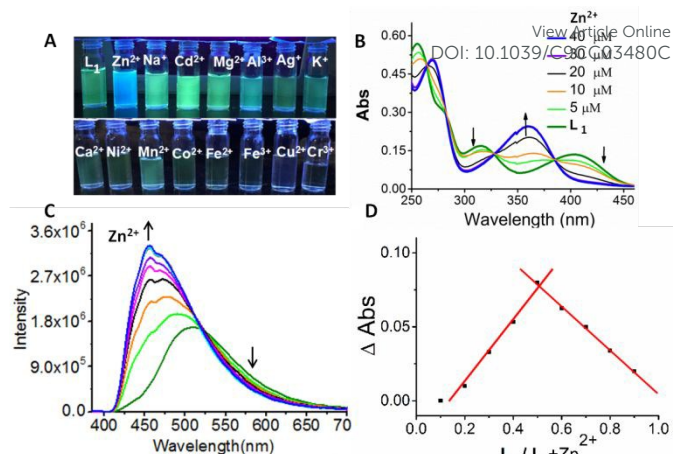 View Article Online
DOI: 10.1039/C9CC03480C
A
L1 Zn2+ Na+ Cd2+ Mg2+ Al3+ Ag+ K+
Ca2+ Ni2+ Mn2+ Co2+ Fe2+ Fe3+ Cu2+ Cr3+
B
Zn2+
40 μM
30 μM
20 μM
10 μM
5 μM
L1
Abs
0.60
0.45
0.30
0.15
0.00
250 300 350 400 450
Wavelength (nm)
C
Zn2+
Intensity
3.6x10^6
2.7x10^6
1.8x10^6
9.0x10^5
0.0
400 450 500 550 600 650
Wavelength(nm)
D
Δ Abs
0.10
0.05
0.00
0.0 0.2 0.4 0.6 0.8 1.0